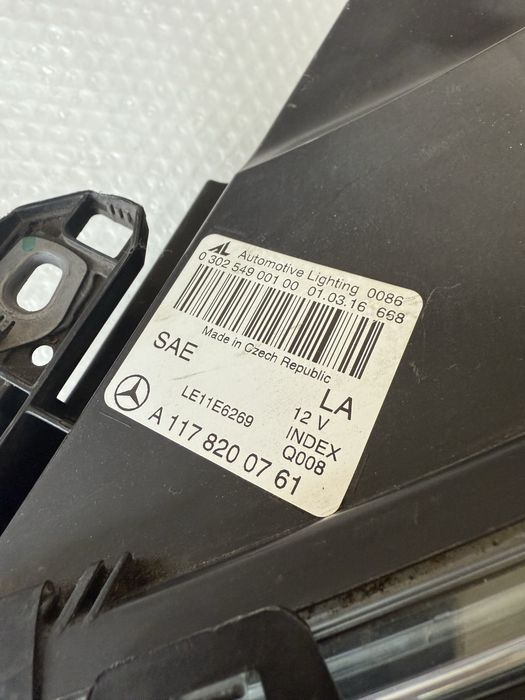 AL Automotive Lighting 0086
0 302 549 001 00 01.03.16 668
Made in Czech Republic
SAE
LA
LE11E6269
12 V
INDEX
Q008
A 117 820 07 61